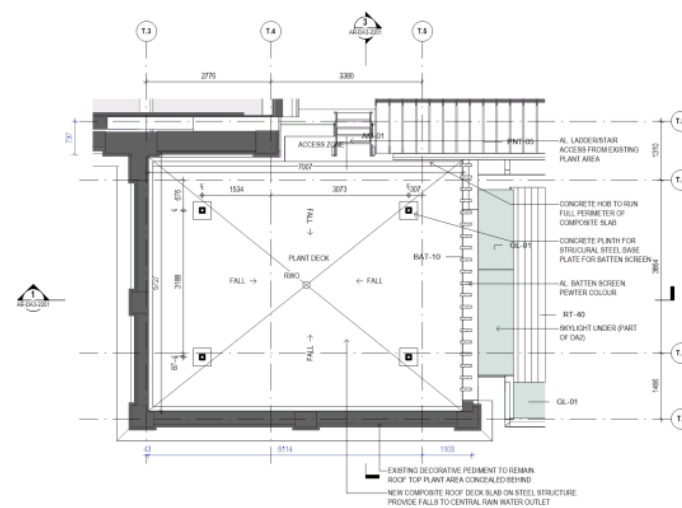 3
AR-DA3-2201
T.3
T.4
T.5
2776
3380
T.
737
ACCESS ZONE
AM-01
PNT-05
AL. LADDER/STAIR
ACCESS FROM EXISTING
PLANT AREA
1310
7007
676
1534
3073
307
FALL
CONCRETE HOB TO RUN
FULL PERIMETER OF
COMPOSITE SLAB
CONCRETE PLINTH FOR
STRUCURAL STEEL BASE
PLATE FOR BATTEN SCREEN
GL-01
PLANT DECK
BAT-10
3664
RWO
FALL
FALL
5727
3188
AL. BATTEN SCREEN.
PEWTER COLOUR.
1
AR-DA3-2201
RT-40
SKYLIGHT UNDER (PART
OF DA2)
FALL
T.
1486
GL-01
T.
43
6114
1103
EXISTING DECORATIVE PEDIMENT TO REMAIN.
ROOF TOP PLANT AREA CONCEALED BEHIND
NEW COMPOSITE ROOF DECK SLAB ON STEEL STRUCTURE.
PROVIDE FALLS TO CENTRAL RAIN WATER OUTLET